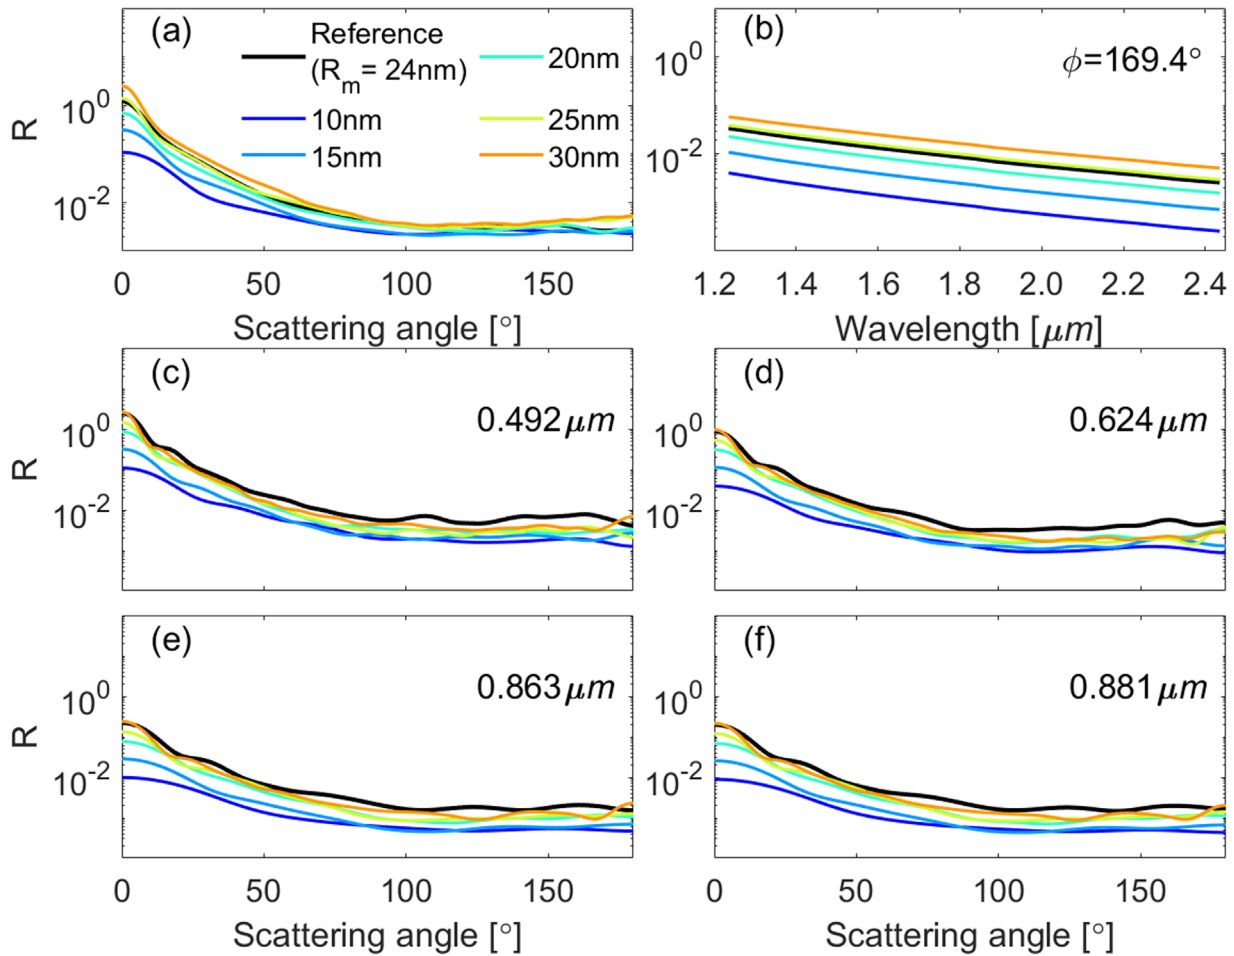 (a)
Reference
(Rm= 24nm)
10nm
15nm
20nm
25nm
30nm
R
10^0
10^-2
0 50 100 150
Scattering angle [°]
(b)
ϕ=169.4°
10^0
10^-2
1.2 1.4 1.6 1.8 2.0 2.2 2.4
Wavelength [μm]
(c)
0.492μm
R
10^0
10^-2
(d)
0.624μm
10^0
10^-2
(e)
0.863μm
R
10^0
10^-2
0 50 100 150
Scattering angle [°]
(f)
0.881μm
10^0
10^-2
0 50 100 150
Scattering angle [°]